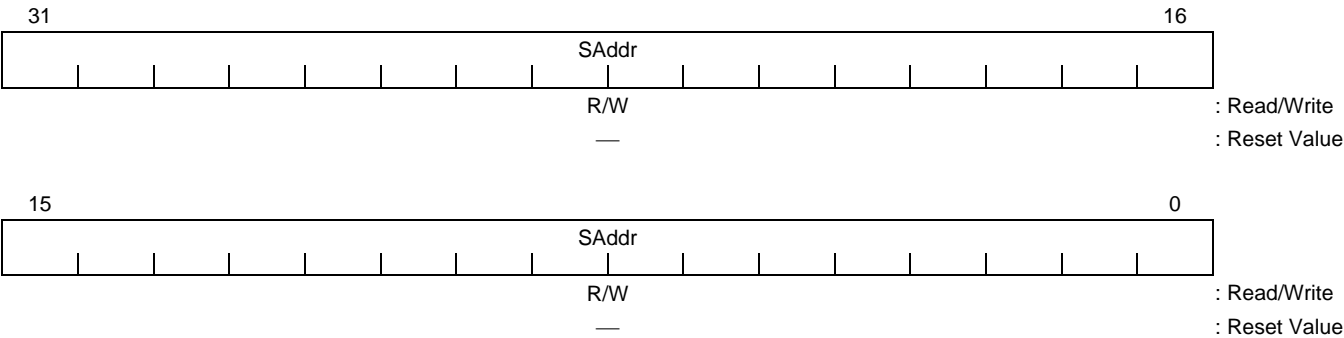 31 16
SAddr
R/W : Read/Write
— : Reset Value
15 0
SAddr
R/W : Read/Write
— : Reset Value